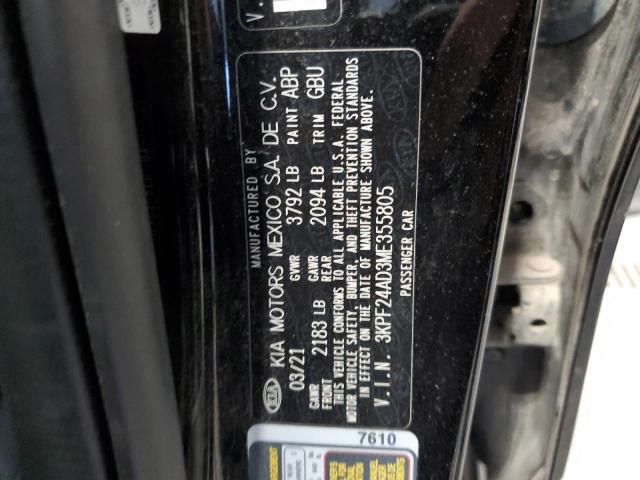 MANUFACTURED BY
KIA KIA MOTORS MEXICO S.A. DE C.V.
03/21 GVWR 3792 LB PAINT ABP
GAWR FRONT 2183 LB GAWR REAR 2094 LB TRIM GBU
THIS VEHICLE CONFORMS TO ALL APPLICABLE U.S.A. FEDERAL
MOTOR VEHICLE SAFETY, BUMPER, AND THEFT PREVENTION STANDARDS
IN EFFECT ON THE DATE OF MANUFACTURE SHOWN ABOVE.
V.I.N. 3KPF24AD3ME355805
PASSENGER CAR
7610